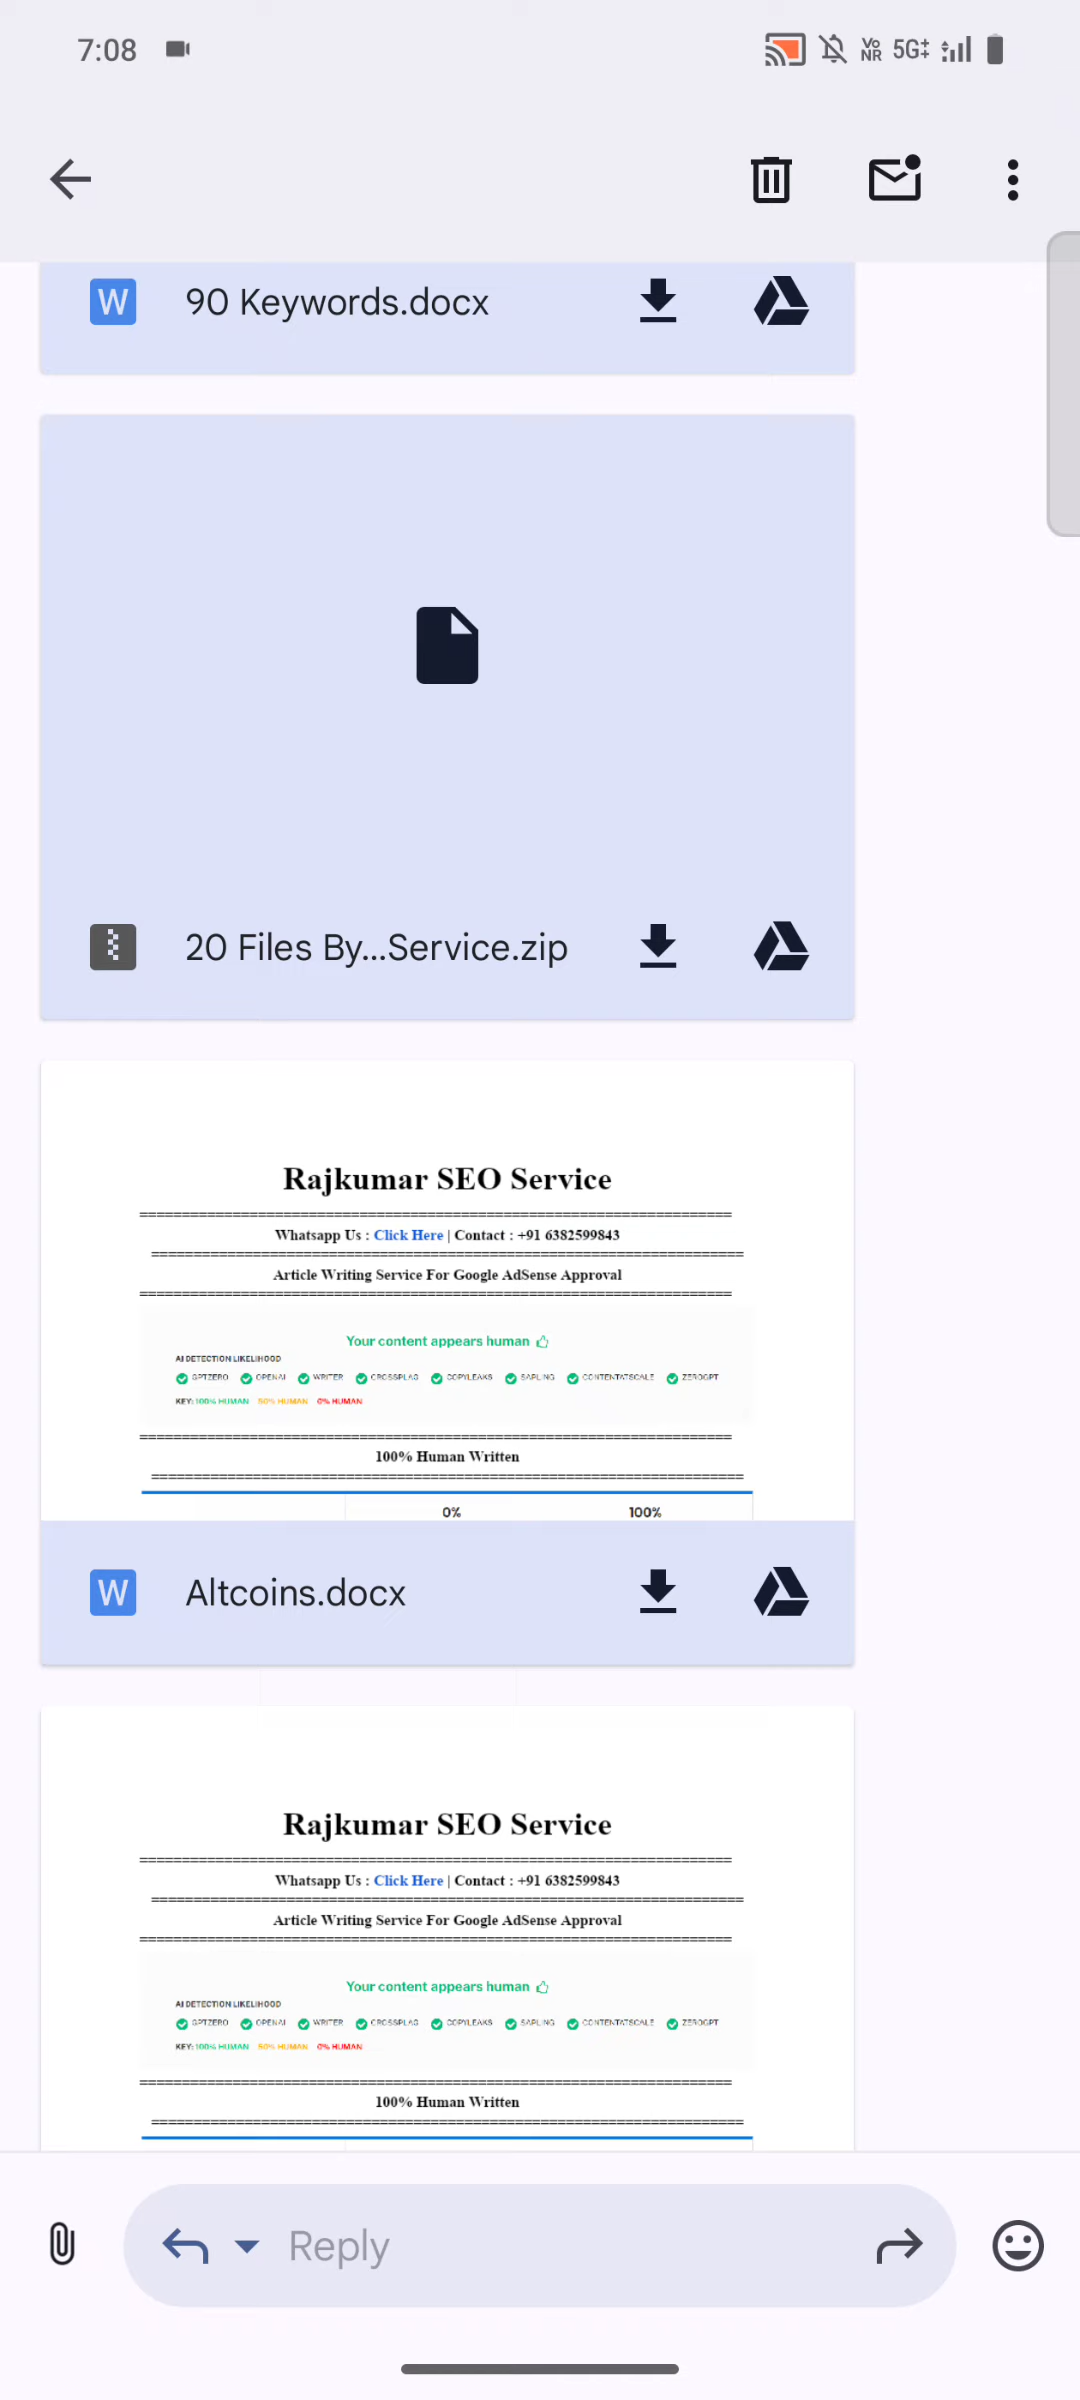 7:08
Vo NR 5G
W 90 Keywords.docx
20 Files By...Service.zip
Rajkumar SEO Service
================================================================
Whatsapp Us : Click Here | Contact : +91 6382599843
================================================================
Article Writing Service For Google AdSense Approval
================================================================
Your content appears human
AI DETECTION LIKELIHOOD
GPTZERO OPENAI WRITER CROSSPLAG COPYLEAKS SAPLING CONTENTATSCALE ZEROGPT
KEY: 100% HUMAN 50% HUMAN 0% HUMAN
================================================================
100% Human Written
================================================================
0% 100%
W Altcoins.docx
Rajkumar SEO Service
================================================================
Whatsapp Us : Click Here | Contact : +91 6382599843
================================================================
Article Writing Service For Google AdSense Approval
================================================================
Your content appears human
AI DETECTION LIKELIHOOD
GPTZERO OPENAI WRITER CROSSPLAG COPYLEAKS SAPLING CONTENTATSCALE ZEROGPT
KEY: 100% HUMAN 50% HUMAN 0% HUMAN
================================================================
100% Human Written
================================================================
Reply